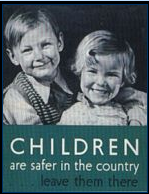 CHILDREN
are safer in the country
leave them there